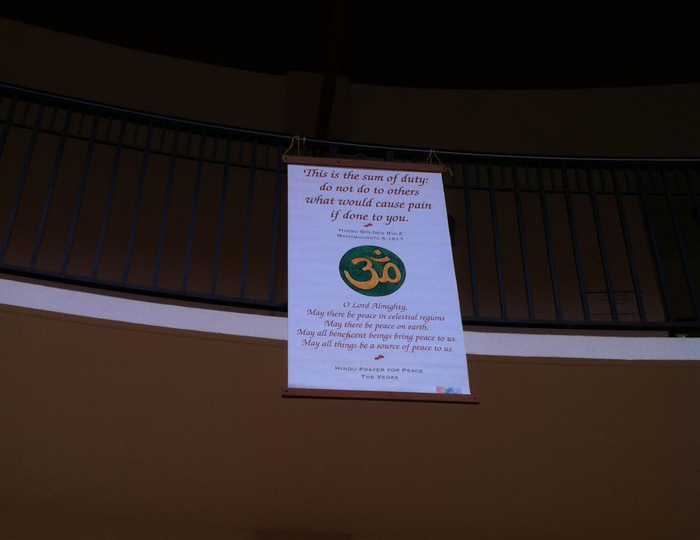 This is the sum of duty:
do not do to others
what would cause pain
if done to you.
HINDU GOLDEN RULE
MAHABHARATA 5:1517
ॐ
O Lord Almighty,
May there be peace in celestial regions
May there be peace on earth.
May all beneficent beings bring peace to us.
May all things be a source of peace to us.
HINDU PRAYER FOR PEACE
THE VEDAS